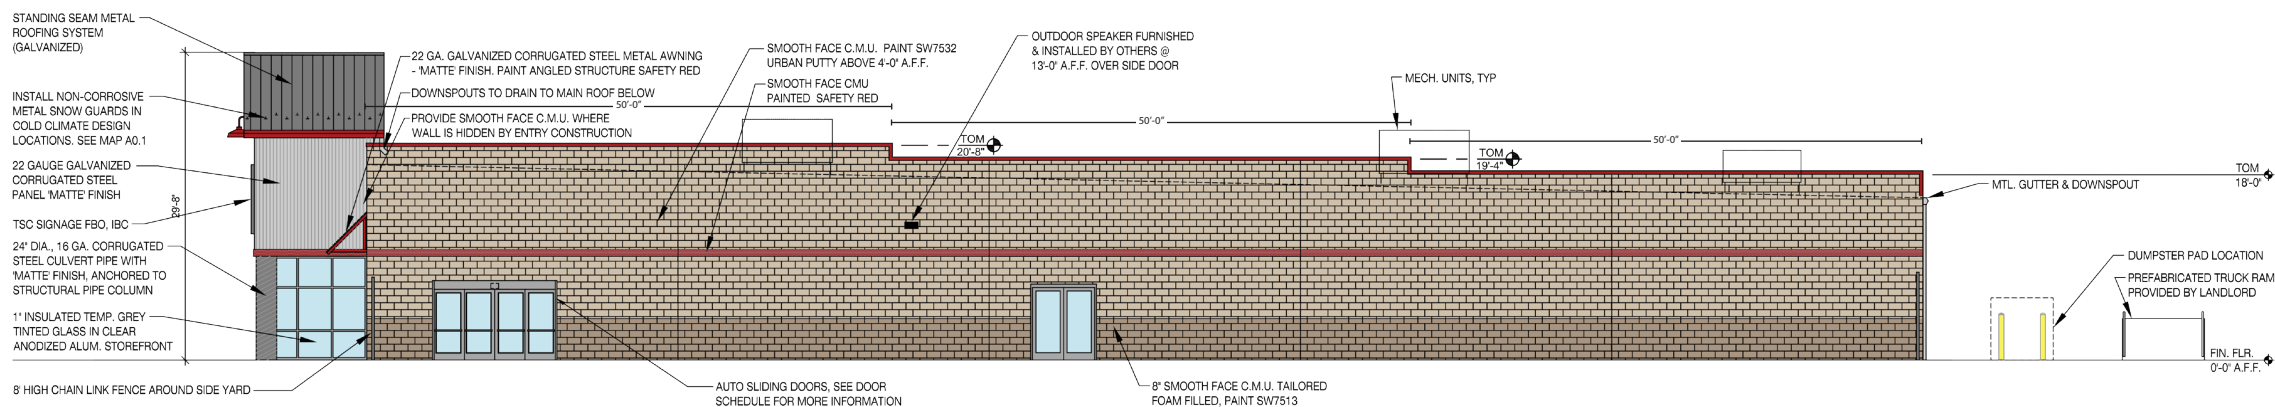 STANDING SEAM METAL
ROOFING SYSTEM
(GALVANIZED)
INSTALL NON-CORROSIVE
METAL SNOW GUARDS IN
COLD CLIMATE DESIGN
LOCATIONS. SEE MAP A0.1
22 GAUGE GALVANIZED
CORRUGATED STEEL
PANEL 'MATTE' FINISH
TSC SIGNAGE FBO, IBC
24" DIA., 16 GA. CORRUGATED
STEEL CULVERT PIPE WITH
'MATTE' FINISH, ANCHORED TO
STRUCTURAL PIPE COLUMN
1" INSULATED TEMP. GREY
TINTED GLASS IN CLEAR
ANODIZED ALUM. STOREFRONT
8' HIGH CHAIN LINK FENCE AROUND SIDE YARD
29'-8"
22 GA. GALVANIZED CORRUGATED STEEL METAL AWNING
- 'MATTE' FINISH. PAINT ANGLED STRUCTURE SAFETY RED
DOWNSPOUTS TO DRAIN TO MAIN ROOF BELOW
50'-0"
PROVIDE SMOOTH FACE C.M.U. WHERE
WALL IS HIDDEN BY ENTRY CONSTRUCTION
SMOOTH FACE C.M.U. PAINT SW7532
URBAN PUTTY ABOVE 4'-0" A.F.F.
SMOOTH FACE CMU
PAINTED SAFETY RED
OUTDOOR SPEAKER FURNISHED
& INSTALLED BY OTHERS @
13'-0" A.F.F. OVER SIDE DOOR
MECH. UNITS, TYP
50'-0"
50'-0"
TOM
20'-8"
TOM
19'-4"
TOM
18'-0"
MTL. GUTTER & DOWNSPOUT
DUMPSTER PAD LOCATION
PREFABRICATED TRUCK RAM
PROVIDED BY LANDLORD
FIN. FLR.
0'-0" A.F.F.
AUTO SLIDING DOORS, SEE DOOR
SCHEDULE FOR MORE INFORMATION
8" SMOOTH FACE C.M.U. TAILORED
FOAM FILLED, PAINT SW7513